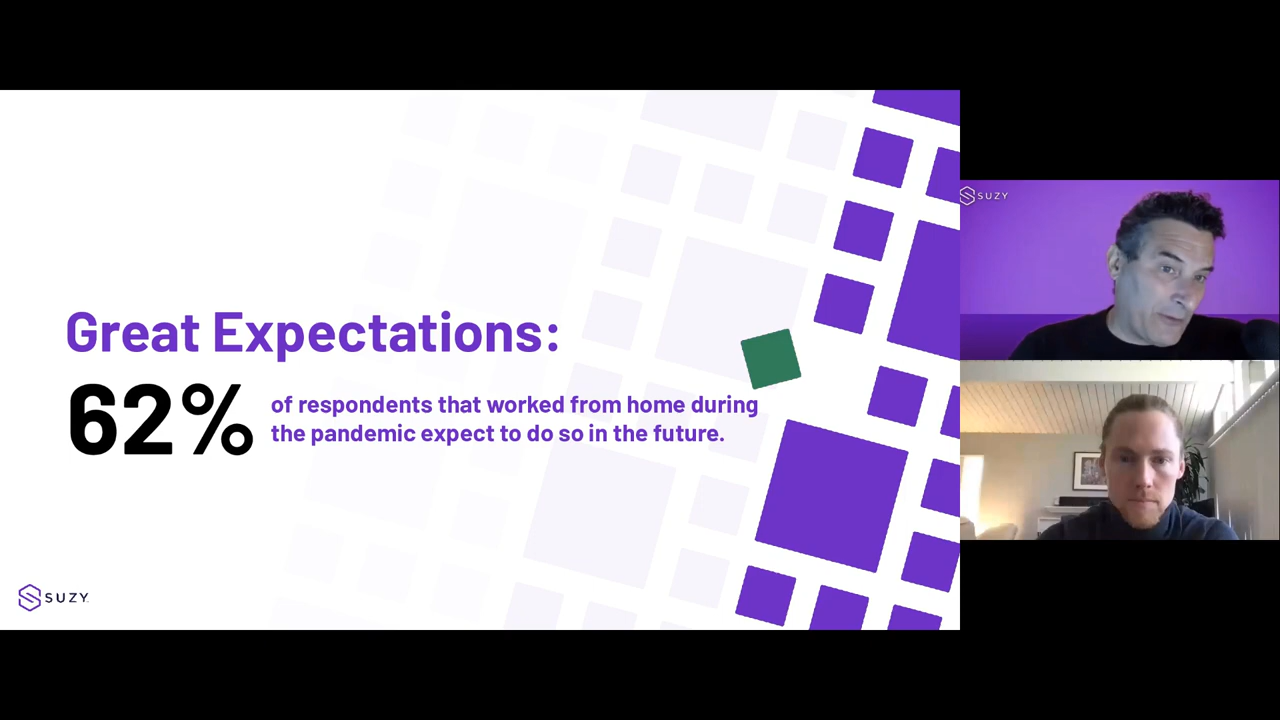 Great Expectations:
62%
of respondents that worked from home during
the pandemic expect to do so in the future.
SUZY
SUZY